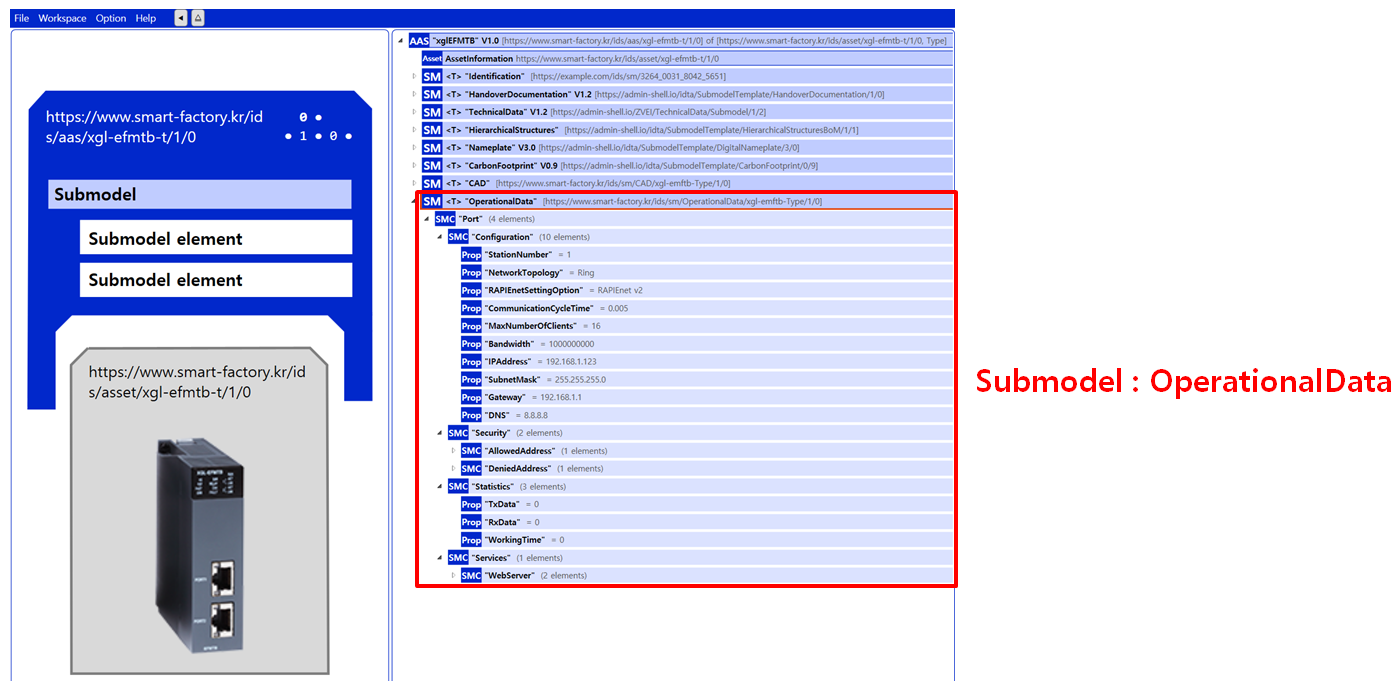 File Workspace Option Help
https://www.smart-factory.kr/id
s/aas/xgl-efmtb-t/1/0
0
1 0
Submodel
Submodel element
Submodel element
https://www.smart-factory.kr/id
s/asset/xgl-efmtb-t/1/0
XGL-EFMTB
PORT1
PORT2
EFMTB
AAS "xglEFMTB" V1.0 [https://www.smart-factory.kr/ids/aas/xgl-efmtb-t/1/0] of [https://www.smart-factory.kr/ids/asset/xgl-efmtb-t/1/0, Type]
Asset AssetInformation https://www.smart-factory.kr/ids/asset/xgl-efmtb-t/1/0
SM <T> "Identification" [https://example.com/ids/sm/3264_0031_8042_5651]
SM <T> "HandoverDocumentation" V1.2 [https://admin-shell.io/idta/SubmodelTemplate/HandoverDocumentation/1/0]
SM <T> "TechnicalData" V1.2 [https://admin-shell.io/ZVEI/TechnicalData/Submodel/1/2]
SM <T> "HierarchicalStructures" [https://admin-shell.io/idta/SubmodelTemplate/HierarchicalStructuresBoM/1/1]
SM <T> "Nameplate" V3.0 [https://admin-shell.io/idta/SubmodelTemplate/DigitalNameplate/3/0]
SM <T> "CarbonFootprint" V0.9 [https://admin-shell.io/idta/SubmodelTemplate/CarbonFootprint/0/9]
SM <T> "CAD" [https://www.smart-factory.kr/ids/sm/CAD/xgl-emftb-Type/1/0]
SM <T> "OperationalData" [https://www.smart-factory.kr/ids/sm/OperationalData/xgl-emftb-Type/1/0]
SMC "Port" (4 elements)
SMC "Configuration" (10 elements)
Prop "StationNumber" = 1
Prop "NetworkTopology" = Ring
Prop "RAPIEnetSettingOption" = RAPIEnet v2
Prop "CommunicationCycleTime" = 0.005
Prop "MaxNumberOfClients" = 16
Prop "Bandwidth" = 1000000000
Prop "IPAddress" = 192.168.1.123
Prop "SubnetMask" = 255.255.255.0
Prop "Gateway" = 192.168.1.1
Prop "DNS" = 8.8.8.8
SMC "Security" (2 elements)
SMC "AllowedAddress" (1 elements)
SMC "DeniedAddress" (1 elements)
SMC "Statistics" (3 elements)
Prop "TxData" = 0
Prop "RxData" = 0
Prop "WorkingTime" = 0
SMC "Services" (1 elements)
SMC "WebServer" (2 elements)
Submodel : OperationalData